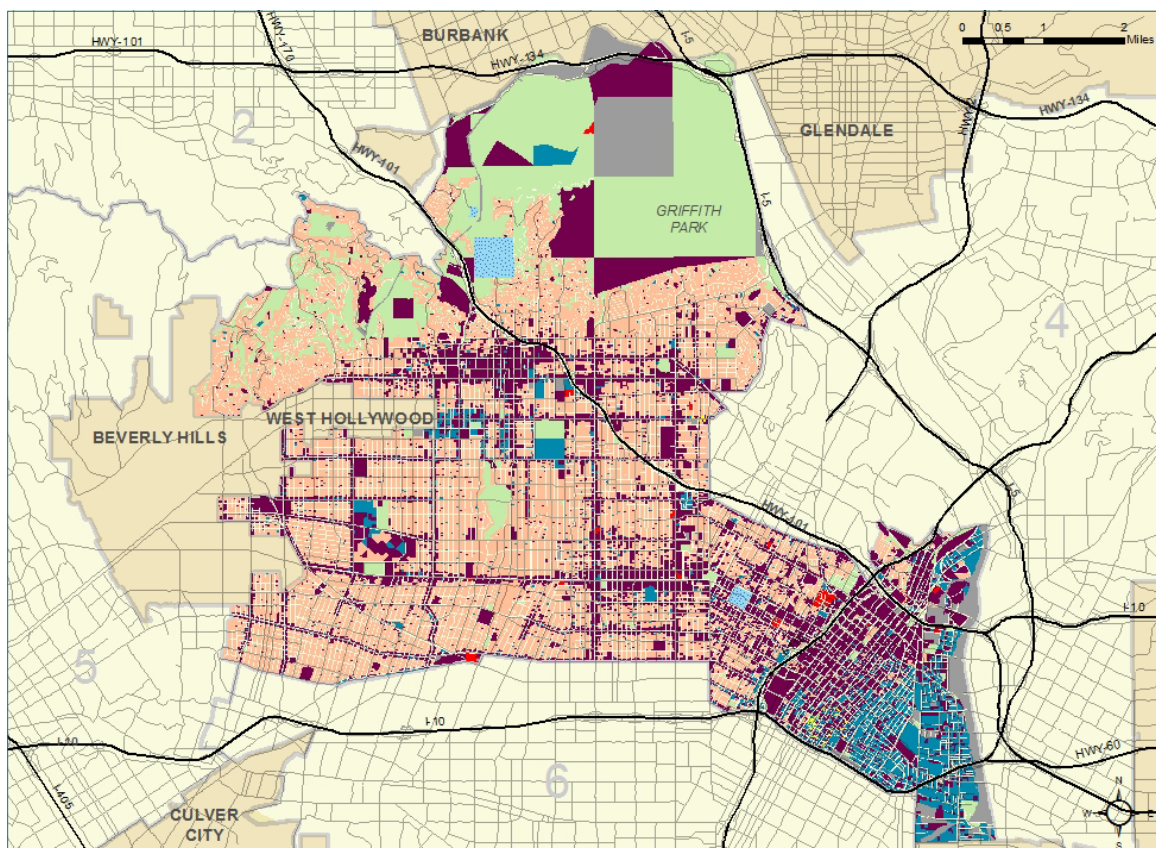 BURBANK
0 0.5 1 2
Miles
HWY-101
HWY-170
HWY-134
I-5
GLENDALE
HWY-134
2
HWY-101
I-5
GRIFFITH
PARK
4
WEST HOLLYWOOD
BEVERLY HILLS
HWY-101
I-5
I-10
5
I-10
I-10
HWY-60
6
I-405
CULVER
CITY
N
W
E
S